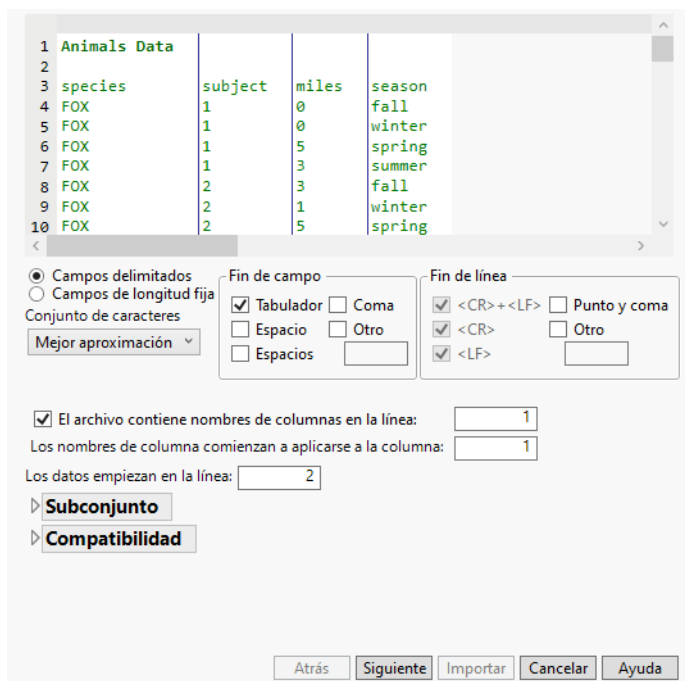 1 Animals Data
2
3 species subject miles season
4 FOX 1 0 fall
5 FOX 1 0 winter
6 FOX 1 5 spring
7 FOX 1 3 summer
8 FOX 2 3 fall
9 FOX 2 1 winter
10 FOX 2 5 spring
Campos delimitados
Campos de longitud fija
Conjunto de caracteres
Mejor aproximación
Fin de campo
Tabulador Coma
Espacio Otro
Espacios
Fin de línea
<CR>+<LF> Punto y coma
<CR> Otro
<LF>
El archivo contiene nombres de columnas en la línea: 1
Los nombres de columna comienzan a aplicarse a la columna: 1
Los datos empiezan en la línea: 2
Subconjunto
Compatibilidad
Atrás Siguiente Importar Cancelar Ayuda